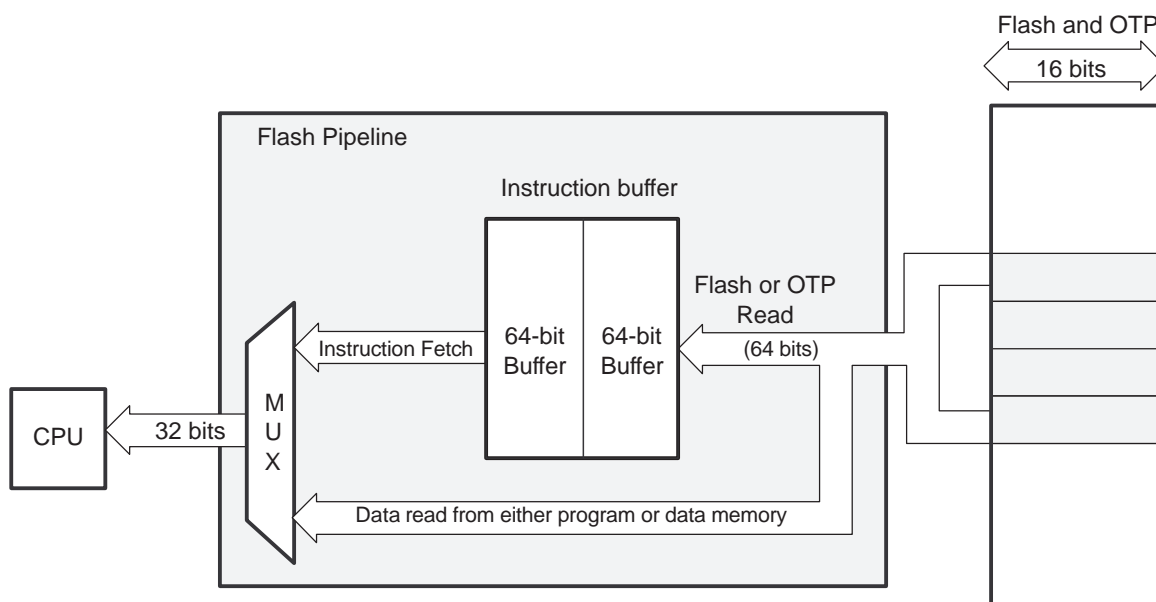 Flash and OTP
16 bits
Flash Pipeline
Instruction buffer
Flash or OTP
Read
(64 bits)
64-bit
Buffer
64-bit
Buffer
Instruction Fetch
M
U
X
CPU
32 bits
Data read from either program or data memory